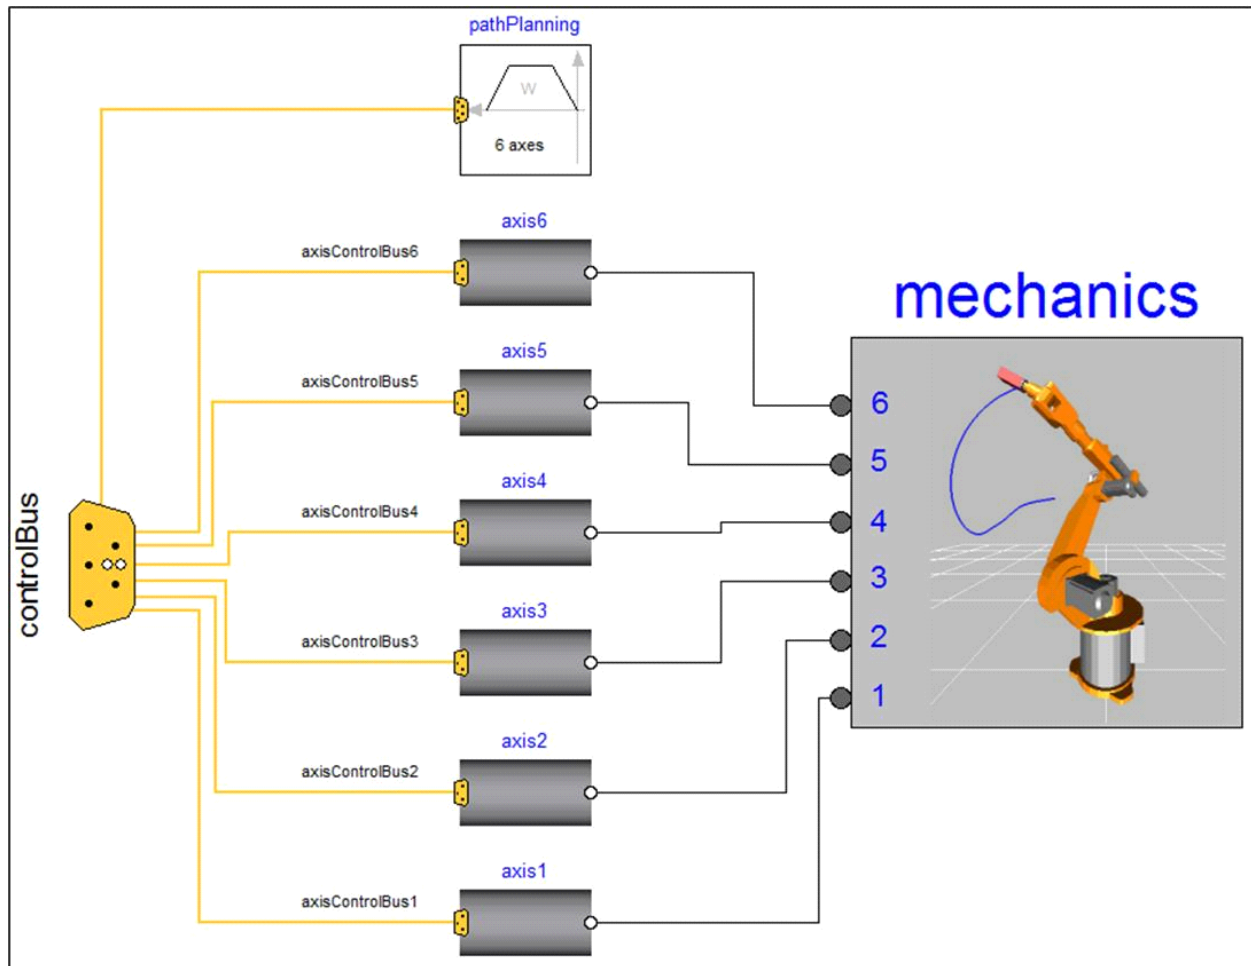 pathPlanning
w
6 axes
axis6
axisControlBus6
mechanics
axis5
axisControlBus5
6
5
axis4
axisControlBus4
4
controlBus
3
axis3
axisControlBus3
2
1
axis2
axisControlBus2
axis1
axisControlBus1